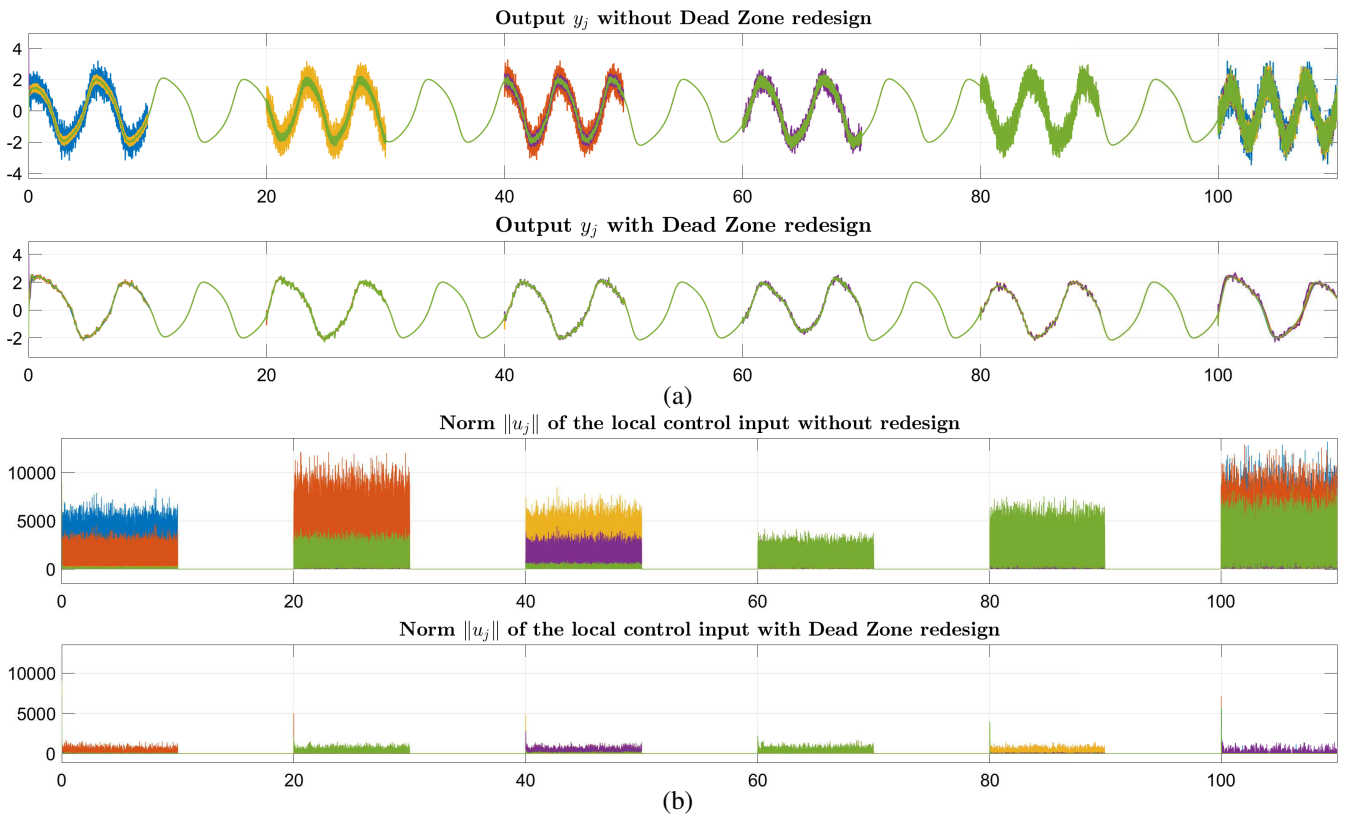 Output y_j without Dead Zone redesign
4
2
0
-2
-4
0 20 40 60 80 100
Output y_j with Dead Zone redesign
4
2
0
-2
0 20 40 60 80 100
(a)
Norm ‖u_j‖ of the local control input without redesign
10000
5000
0
0 20 40 60 80 100
Norm ‖u_j‖ of the local control input with Dead Zone redesign
10000
5000
0
0 20 40 60 80 100
(b)